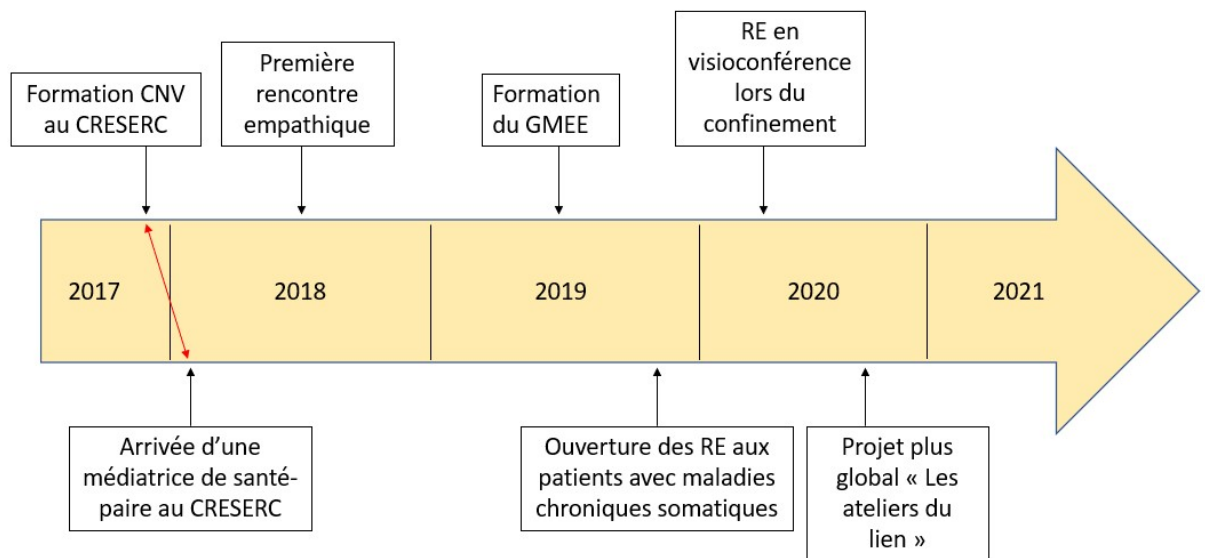 Formation CNV
au CRESERC
Première
rencontre
empathique
Formation
du GMEE
RE en
visioconférence
lors du
confinement
2017
2018
2019
2020
2021
Arrivée d’une
médiatrice de santé-
paire au CRESERC
Ouverture des RE aux
patients avec maladies
chroniques somatiques
Projet plus
global « Les
ateliers du
lien »